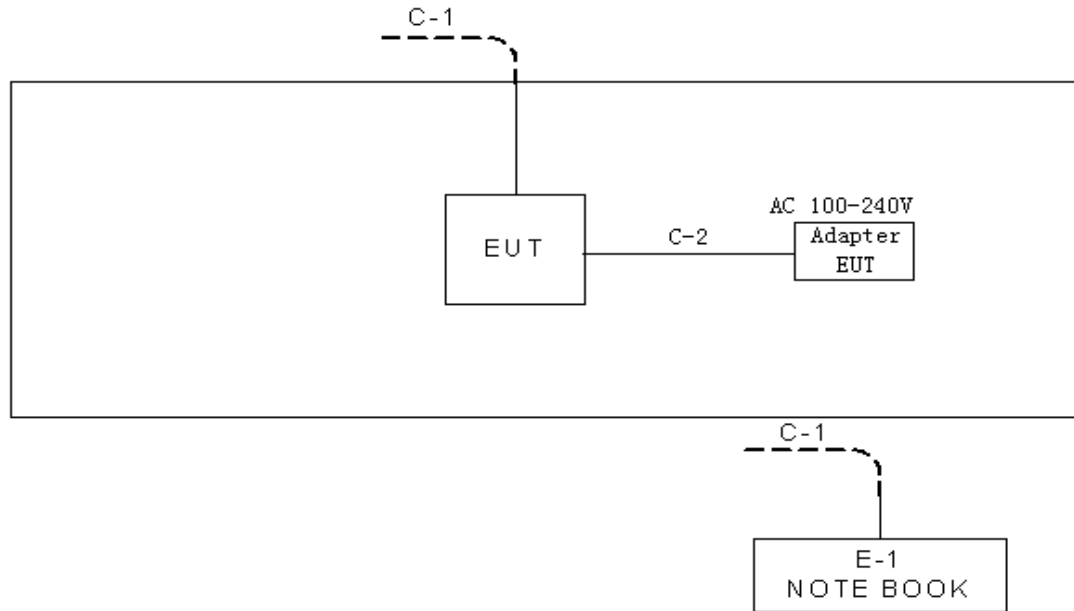 C-1
AC 100-240V
EUT
C-2
Adapter
EUT
C-1
E-1
NOTE BOOK